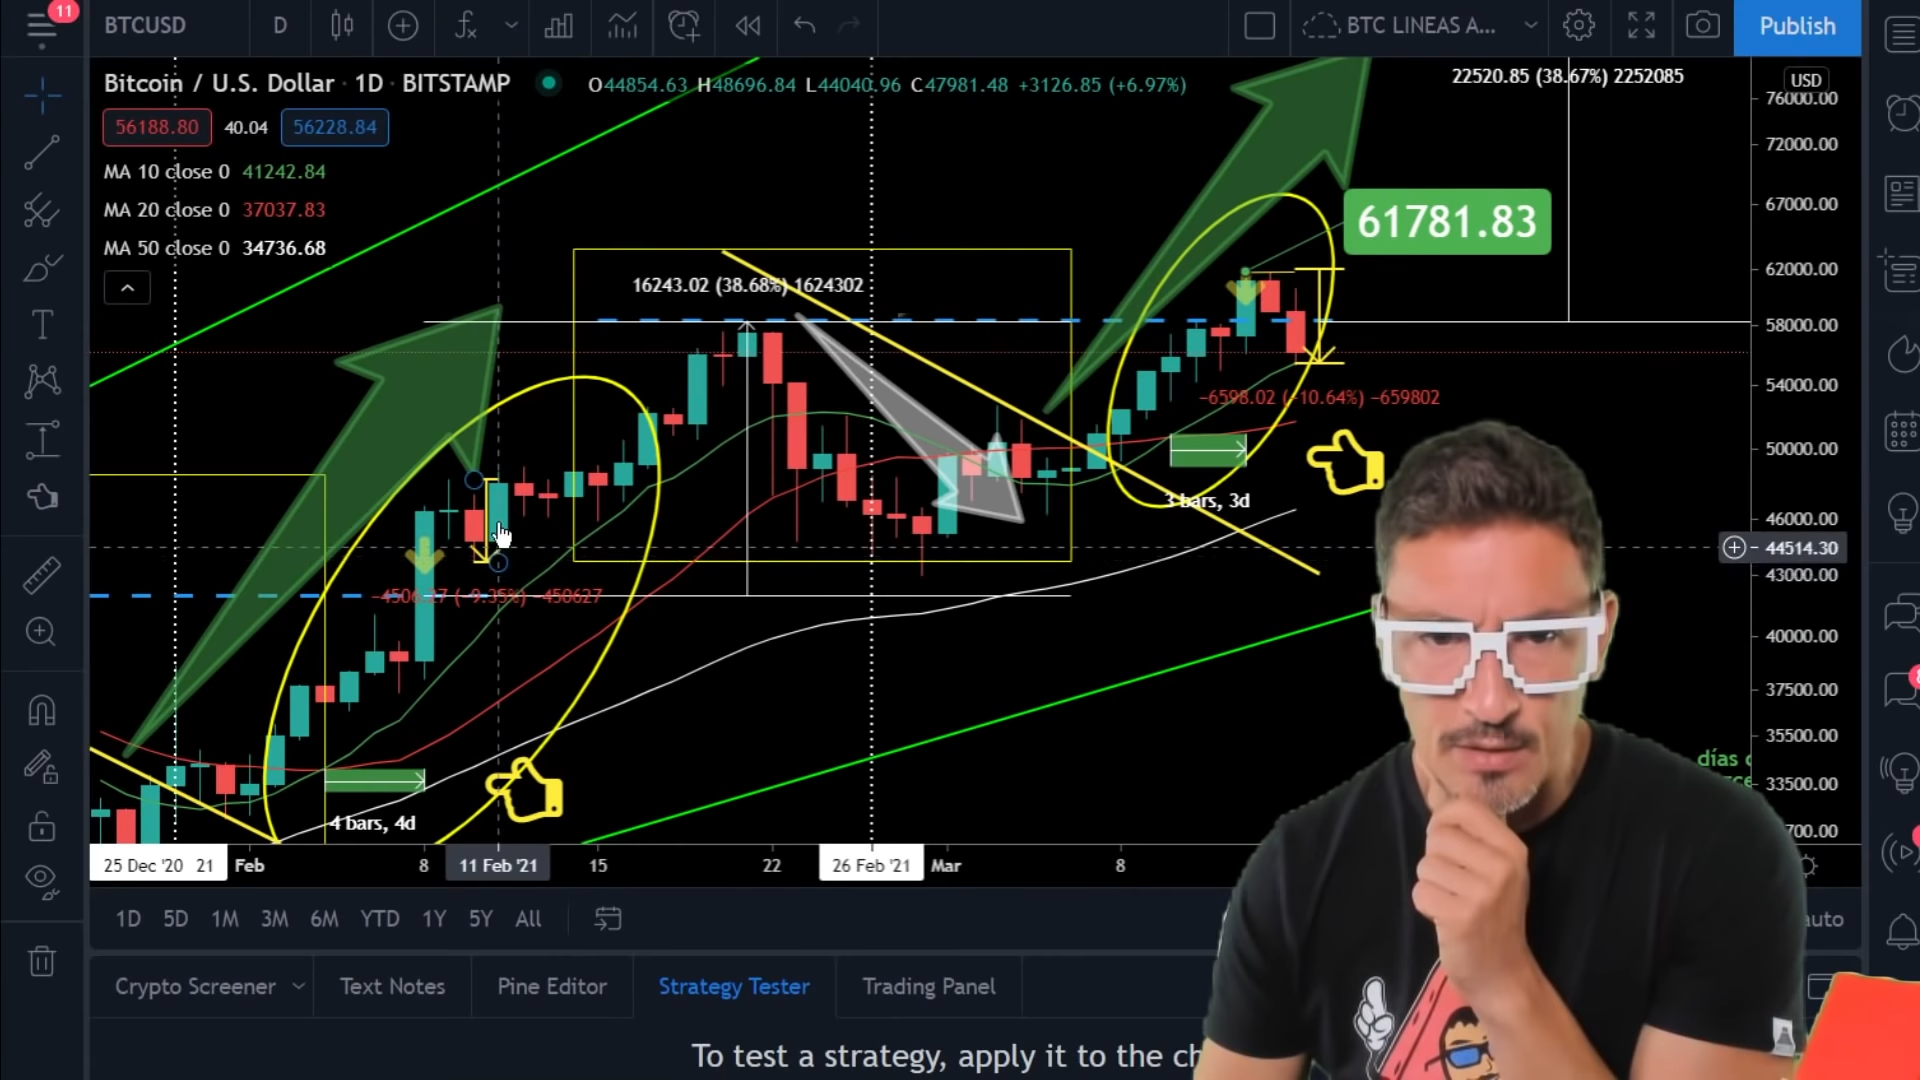 11
BTCUSD D BTC LINEAS A... Publish
Bitcoin / U.S. Dollar · 1D · BITSTAMP O44854.63 H48696.84 L44040.96 C47981.48 +3126.85 (+6.97%)
22520.85 (38.67%) 2252085
USD
56188.80 40.04 56228.84
MA 10 close 0 41242.84
MA 20 close 0 37037.83
MA 50 close 0 34736.68
76000.00
72000.00
67000.00
61781.83
62000.00
16243.02 (38.68%) 1624302
58000.00
54000.00
−6598.02 (−10.64%) −659802
50000.00
3 bars, 3d
46000.00
44514.30
43000.00
−4506.27 (−9.35%) −450627
40000.00
37500.00
35500.00
días
33500.00
4 bars, 4d
25 Dec '20 21 Feb 8 11 Feb '21 15 22 26 Feb '21 Mar 8
1D 5D 1M 3M 6M YTD 1Y 5Y All
Crypto Screener Text Notes Pine Editor Strategy Tester Trading Panel
To test a strategy, apply it to the